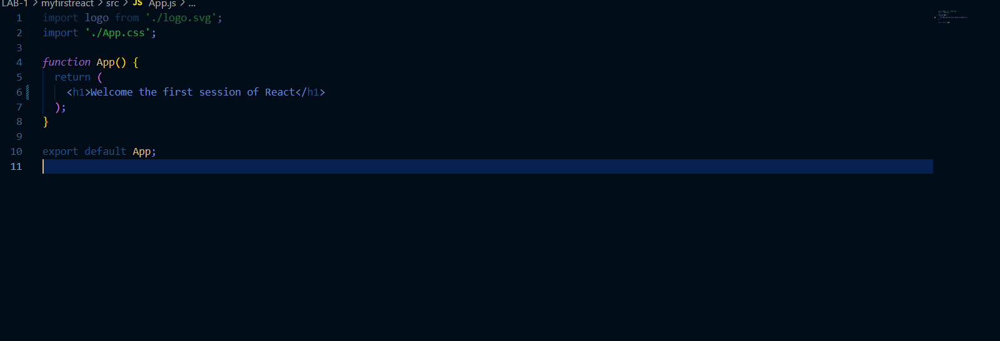 LAB-1 > myfirstreact > src > JS App.js > ...
1 import logo from './logo.svg';
2 import './App.css';
3
4 function App() {
5 return (
6 <h1>Welcome the first session of React</h1>
7 );
8 }
9
10 export default App;
11